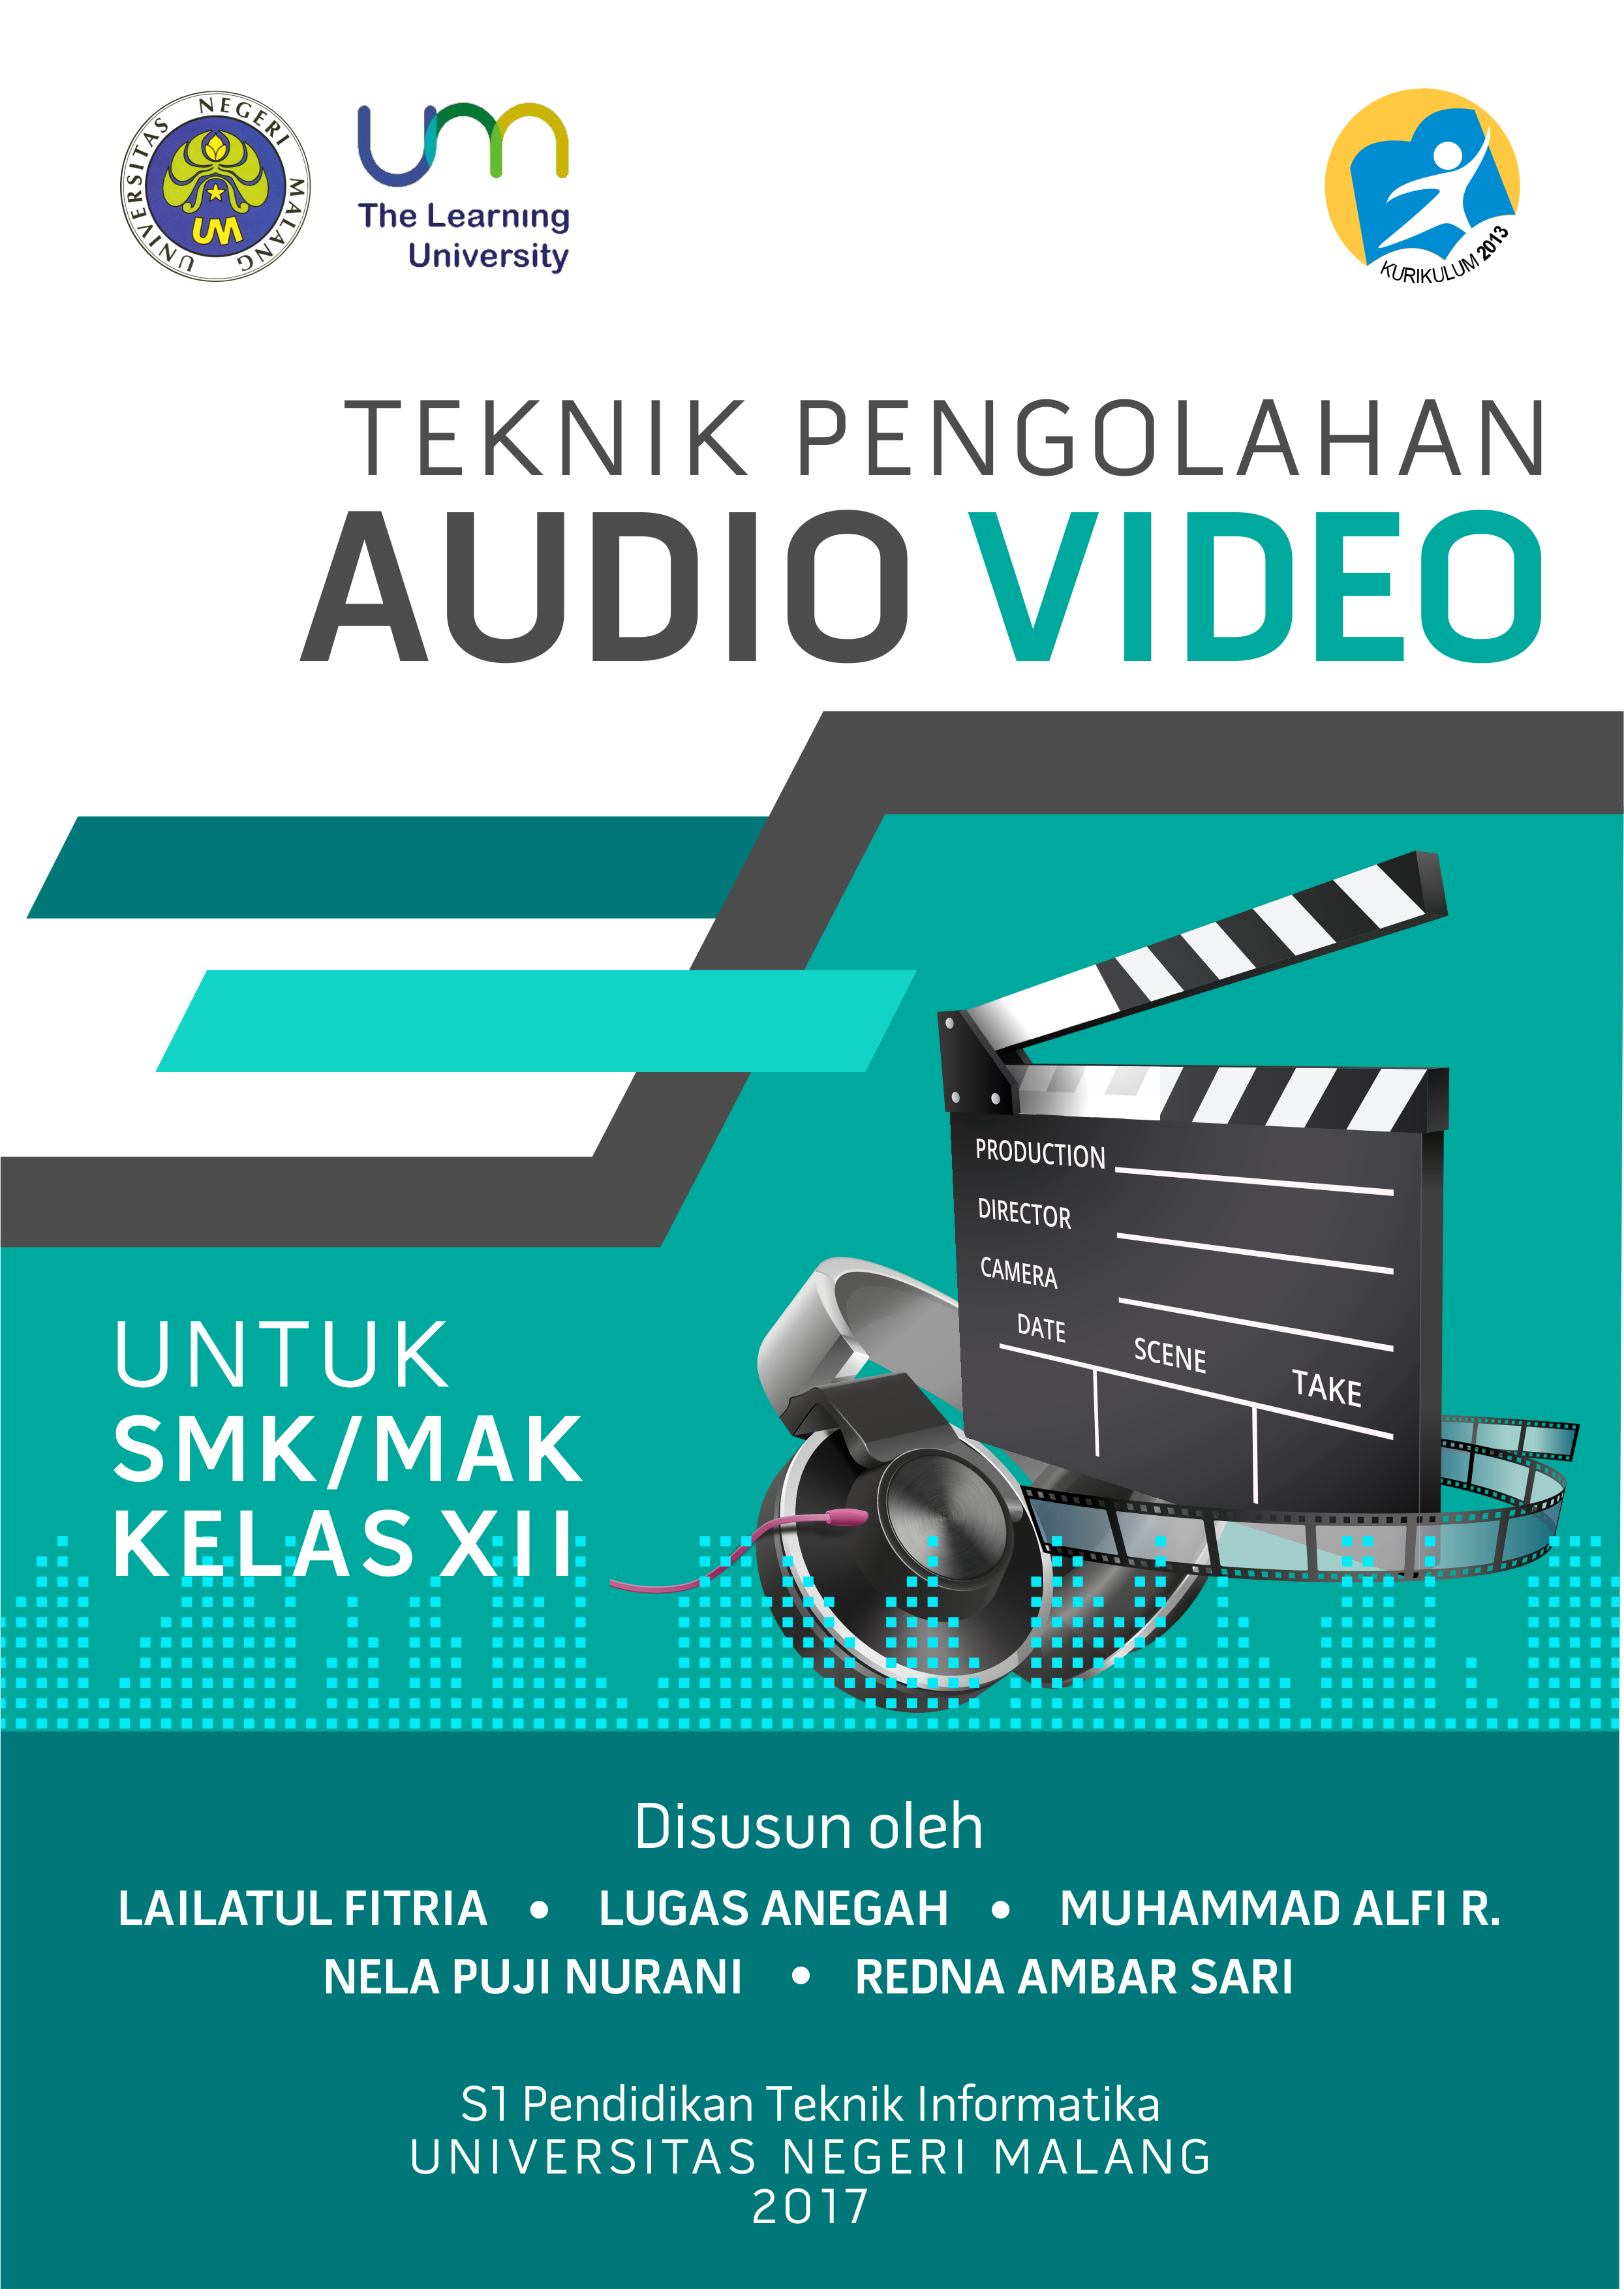 UNIVERSITAS NEGERI MALANG
UM
um
The Learning
University
KURIKULUM 2013
TEKNIK PENGOLAHAN
AUDIO VIDEO
PRODUCTION
DIRECTOR
CAMERA
DATE SCENE TAKE
UNTUK
SMK/MAK
KELAS XII
Disusun oleh
LAILATUL FITRIA • LUGAS ANEGAH • MUHAMMAD ALFI R.
NELA PUJI NURANI • REDNA AMBAR SARI
S1 Pendidikan Teknik Informatika
UNIVERSITAS NEGERI MALANG
2017